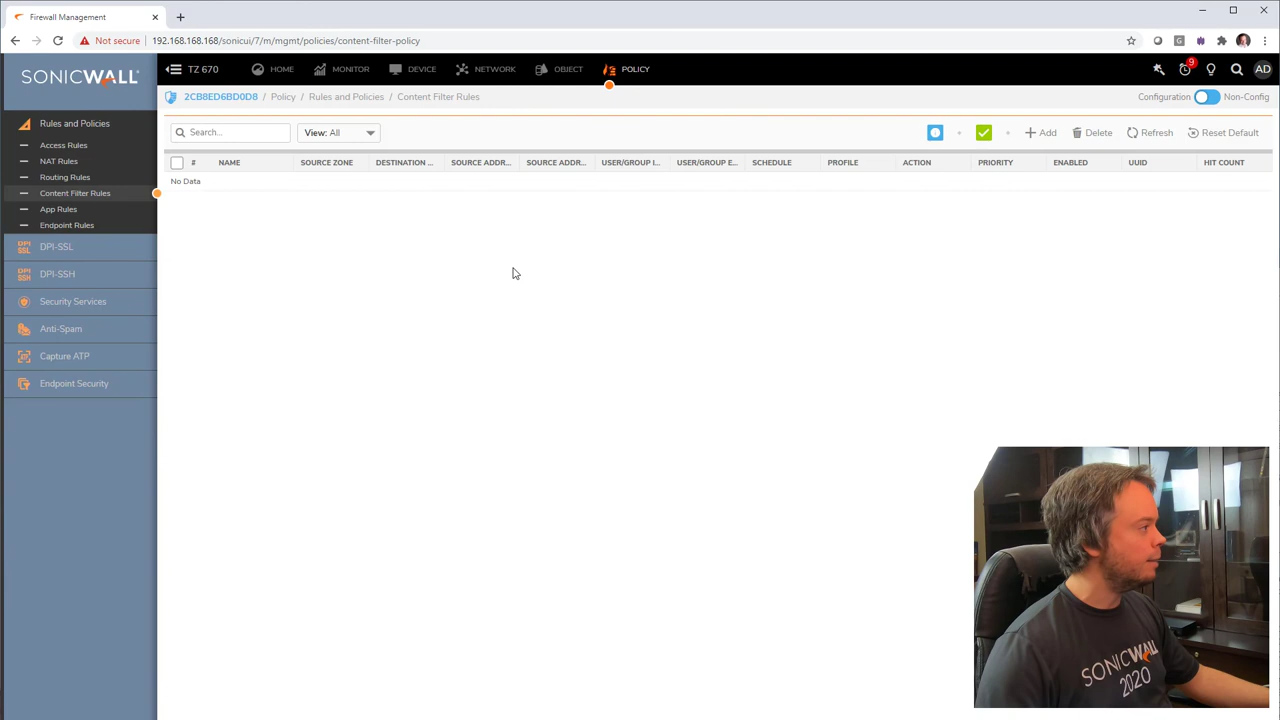 Firewall Management
Not secure 192.168.168.168/sonicui/7/m/mgmt/policies/content-filter-policy
SONICWALL
TZ 670 HOME MONITOR DEVICE NETWORK OBJECT POLICY 9 AD
2CB8ED6BD0D8 / Policy / Rules and Policies / Content Filter Rules Configuration Non-Config
Search... View: All Add Delete Refresh Reset Default
# NAME SOURCE ZONE DESTINATION ... SOURCE ADDR... SOURCE ADDR... USER/GROUP I... USER/GROUP E... SCHEDULE PROFILE ACTION PRIORITY ENABLED UUID HIT COUNT
No Data
Rules and Policies
Access Rules
NAT Rules
Routing Rules
Content Filter Rules
App Rules
Endpoint Rules
DPI SSL DPI-SSL
DPI SSH DPI-SSH
Security Services
Anti-Spam
Capture ATP
Endpoint Security
SONICWALL
2020